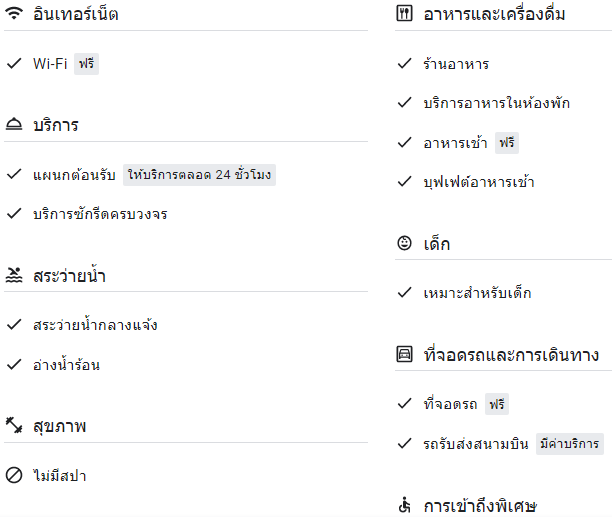 อินเทอร์เน็ต
Wi-Fi ฟรี
บริการ
แผนกต้อนรับ ให้บริการตลอด 24 ชั่วโมง
บริการซักรีดครบวงจร
สระว่ายน้ำ
สระว่ายน้ำกลางแจ้ง
อ่างน้ำร้อน
สุขภาพ
ไม่มีสปา
อาหารและเครื่องดื่ม
ร้านอาหาร
บริการอาหารในห้องพัก
อาหารเช้า ฟรี
บุฟเฟต์อาหารเช้า
เด็ก
เหมาะสำหรับเด็ก
ที่จอดรถและการเดินทาง
ที่จอดรถ ฟรี
รถรับส่งสนามบิน มีค่าบริการ
การเข้าถึงพิเศษ